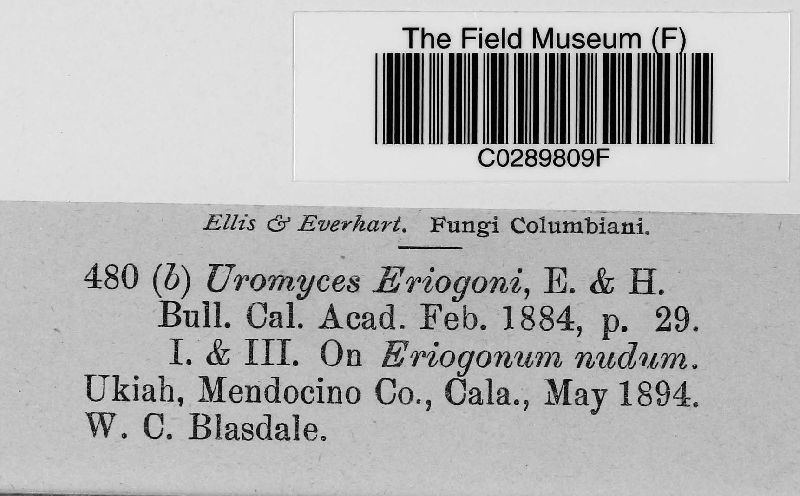 The Field Museum (F)
C0289809F
Ellis & Everhart. Fungi Columbiani.
480 (b) Uromyces Eriogoni, E. & H.
Bull. Cal. Acad. Feb. 1884, p. 29.
I. & III. On Eriogonum nudum.
Ukiah, Mendocino Co., Cala., May 1894.
W. C. Blasdale.